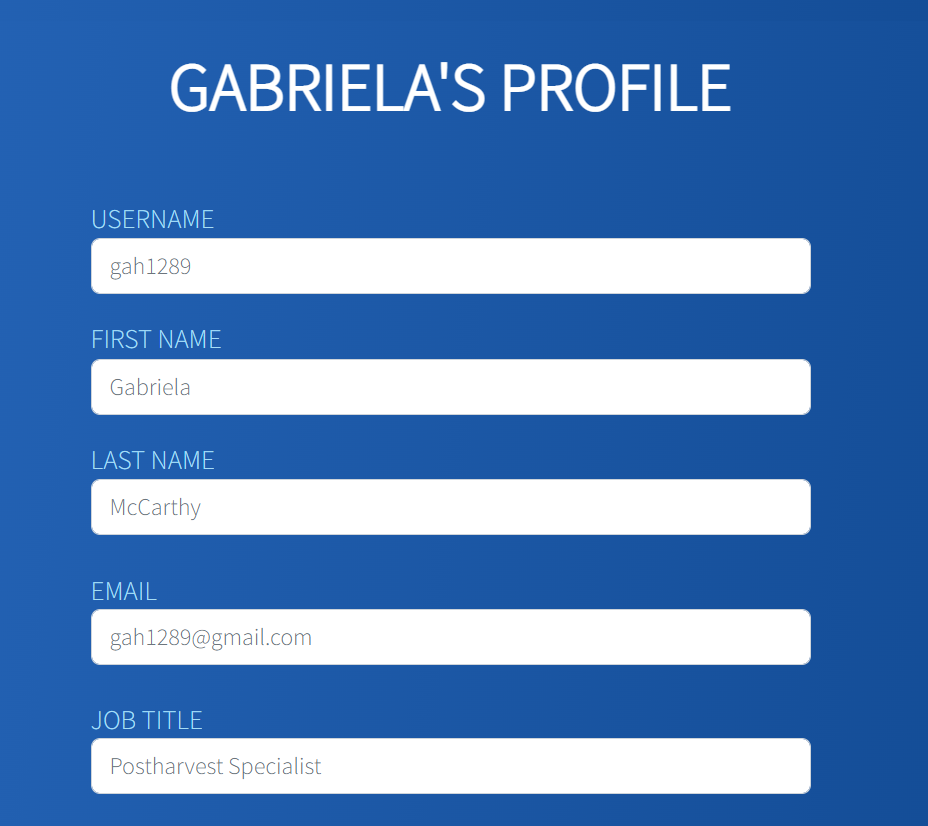 GABRIELA'S PROFILE
USERNAME
gah1289
FIRST NAME
Gabriela
LAST NAME
McCarthy
EMAIL
gah1289@gmail.com
JOB TITLE
Postharvest Specialist